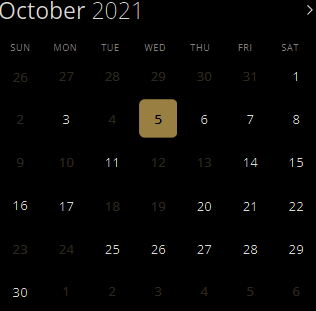 October 2021
SUN MON TUE WED THU FRI SAT
26 27 28 29 30 31 1
2 3 4 5 6 7 8
9 10 11 12 13 14 15
16 17 18 19 20 21 22
23 24 25 26 27 28 29
30 1 2 3 4 5 6